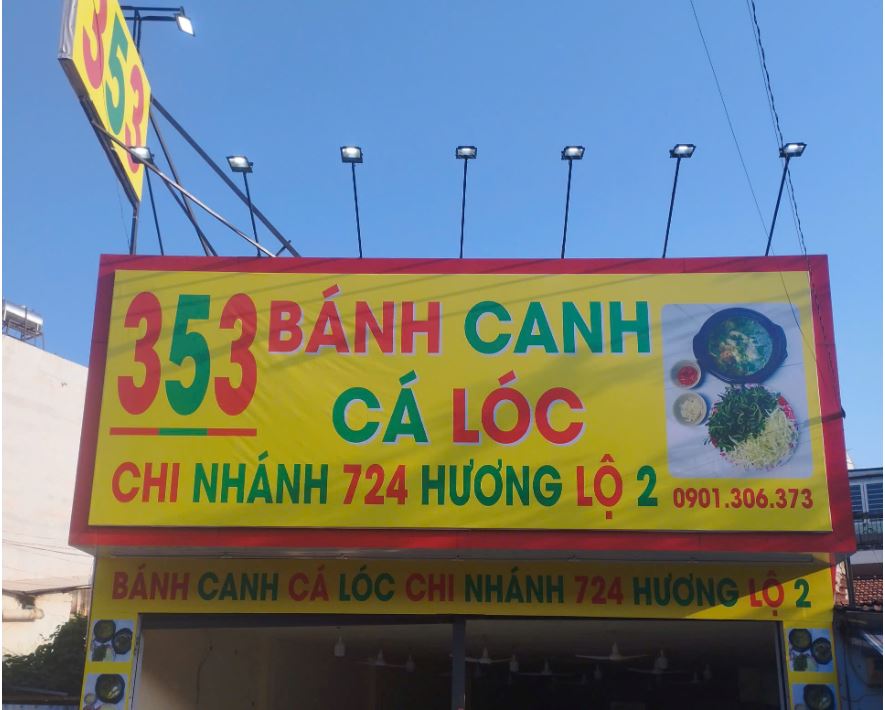 353
353 BÁNH CANH
CÁ LÓC
CHI NHÁNH 724 HƯƠNG LỘ 2 0901.306.373
BÁNH CANH CÁ LÓC CHI NHÁNH 724 HƯƠNG LỘ 2